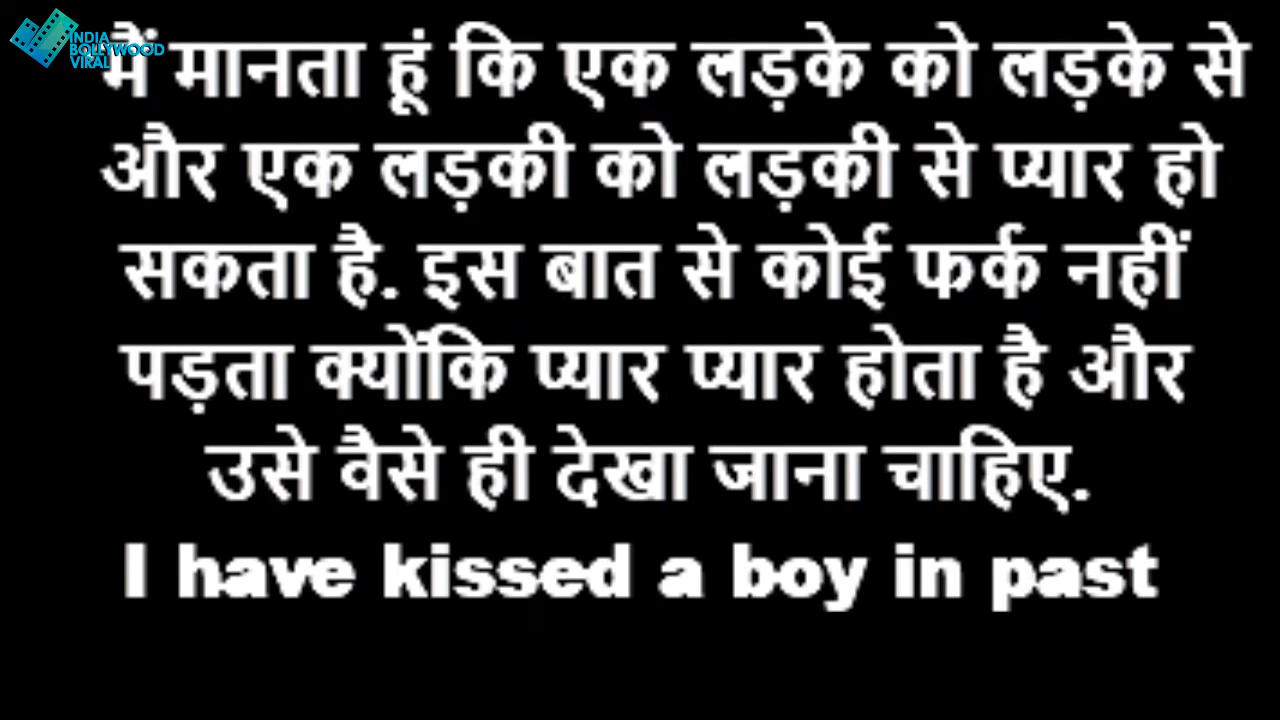 INDIA
BOLLYWOOD
VIRAL
मैं मानता हूं कि एक लड़के को लड़के से
और एक लड़की को लड़की से प्यार हो
सकता है. इस बात से कोई फर्क नहीं
पड़ता क्योंकि प्यार प्यार होता है और
उसे वैसे ही देखा जाना चाहिए.
I have kissed a boy in past